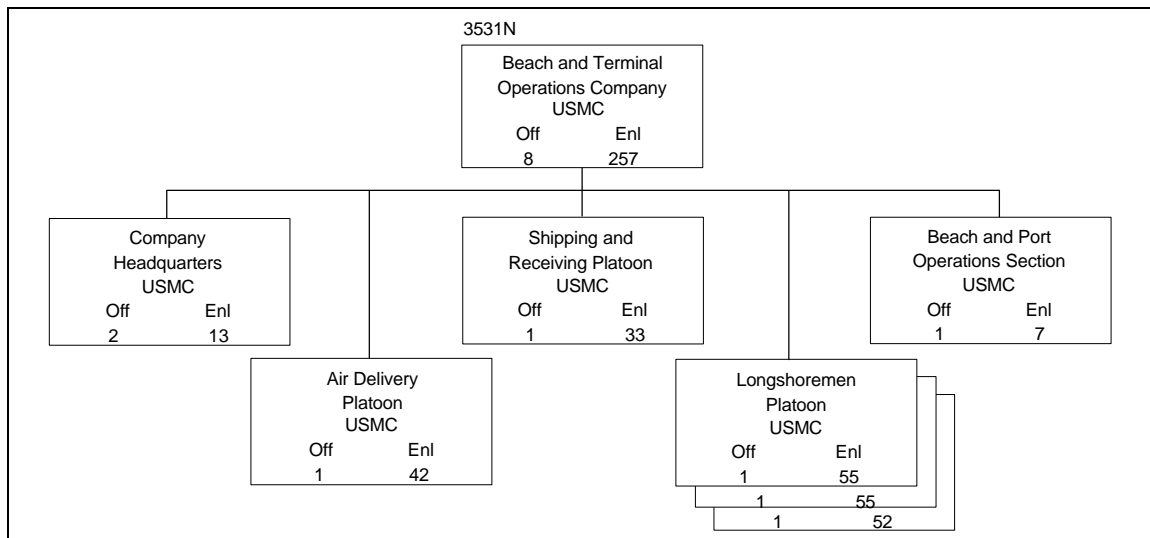 3531N
Beach and Terminal
Operations Company
USMC
Off Enl
8 257
Company
Headquarters
USMC
Off Enl
2 13
Shipping and
Receiving Platoon
USMC
Off Enl
1 33
Beach and Port
Operations Section
USMC
Off Enl
1 7
Air Delivery
Platoon
USMC
Off Enl
1 42
Longshoremen
Platoon
USMC
Off Enl
1 55
1 55
1 52